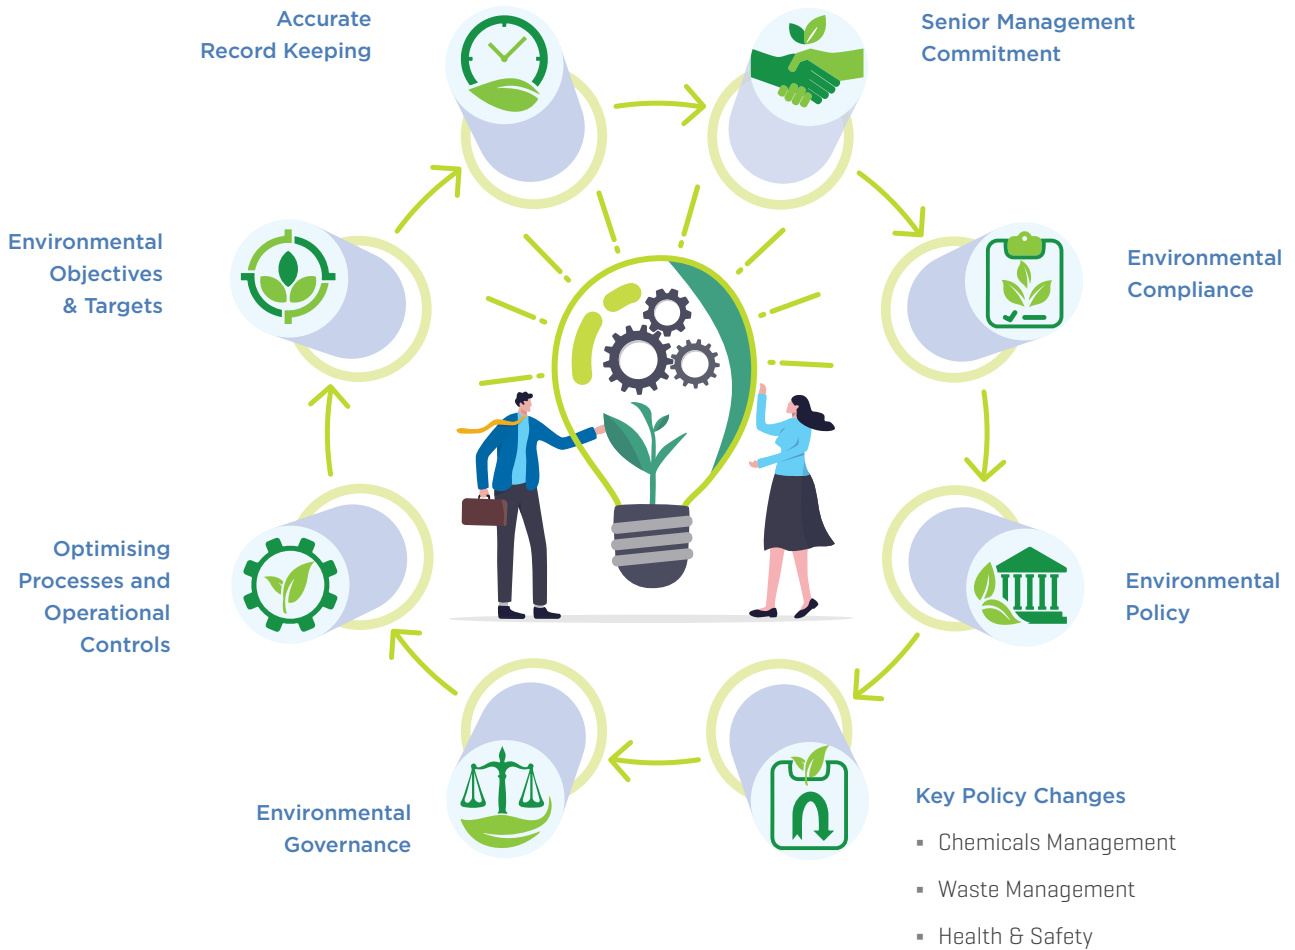 Accurate
Record Keeping
Senior Management
Commitment
Environmental
Compliance
Environmental
Policy
Key Policy Changes
▪ Chemicals Management
▪ Waste Management
▪ Health & Safety
Environmental
Governance
Optimising
Processes and
Operational
Controls
Environmental
Objectives
& Targets